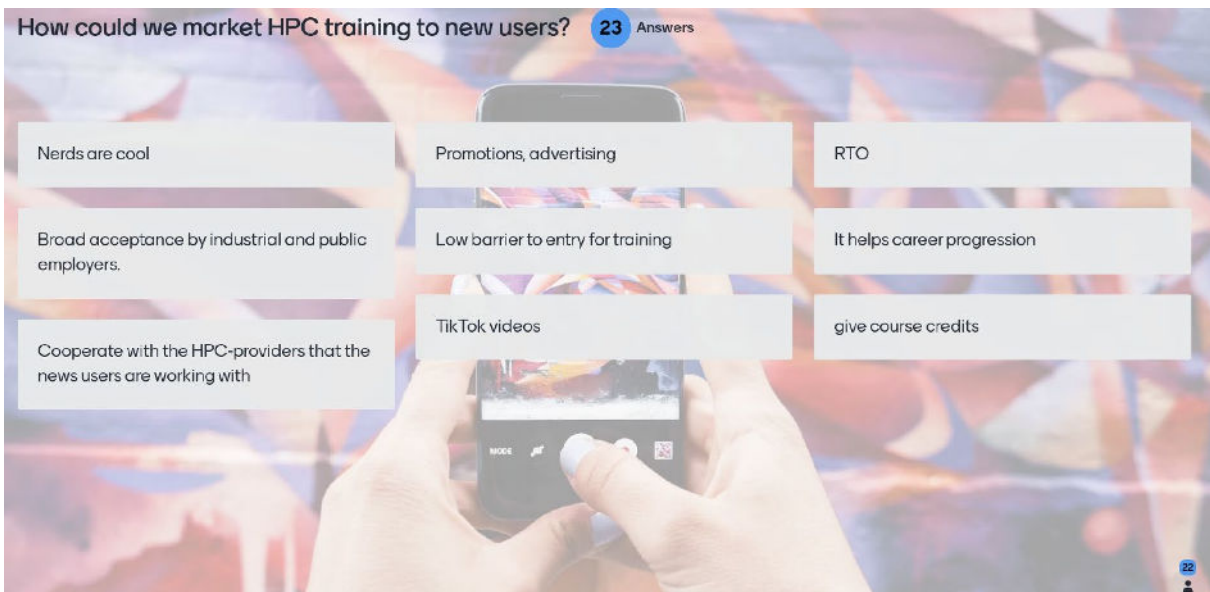 How could we market HPC training to new users?
23 Answers
Nerds are cool
Promotions, advertising
RTO
Broad acceptance by industrial and public
employers.
Low barrier to entry for training
It helps career progression
Cooperate with the HPC-providers that the
news users are working with
TikTok videos
give course credits
MODE
22